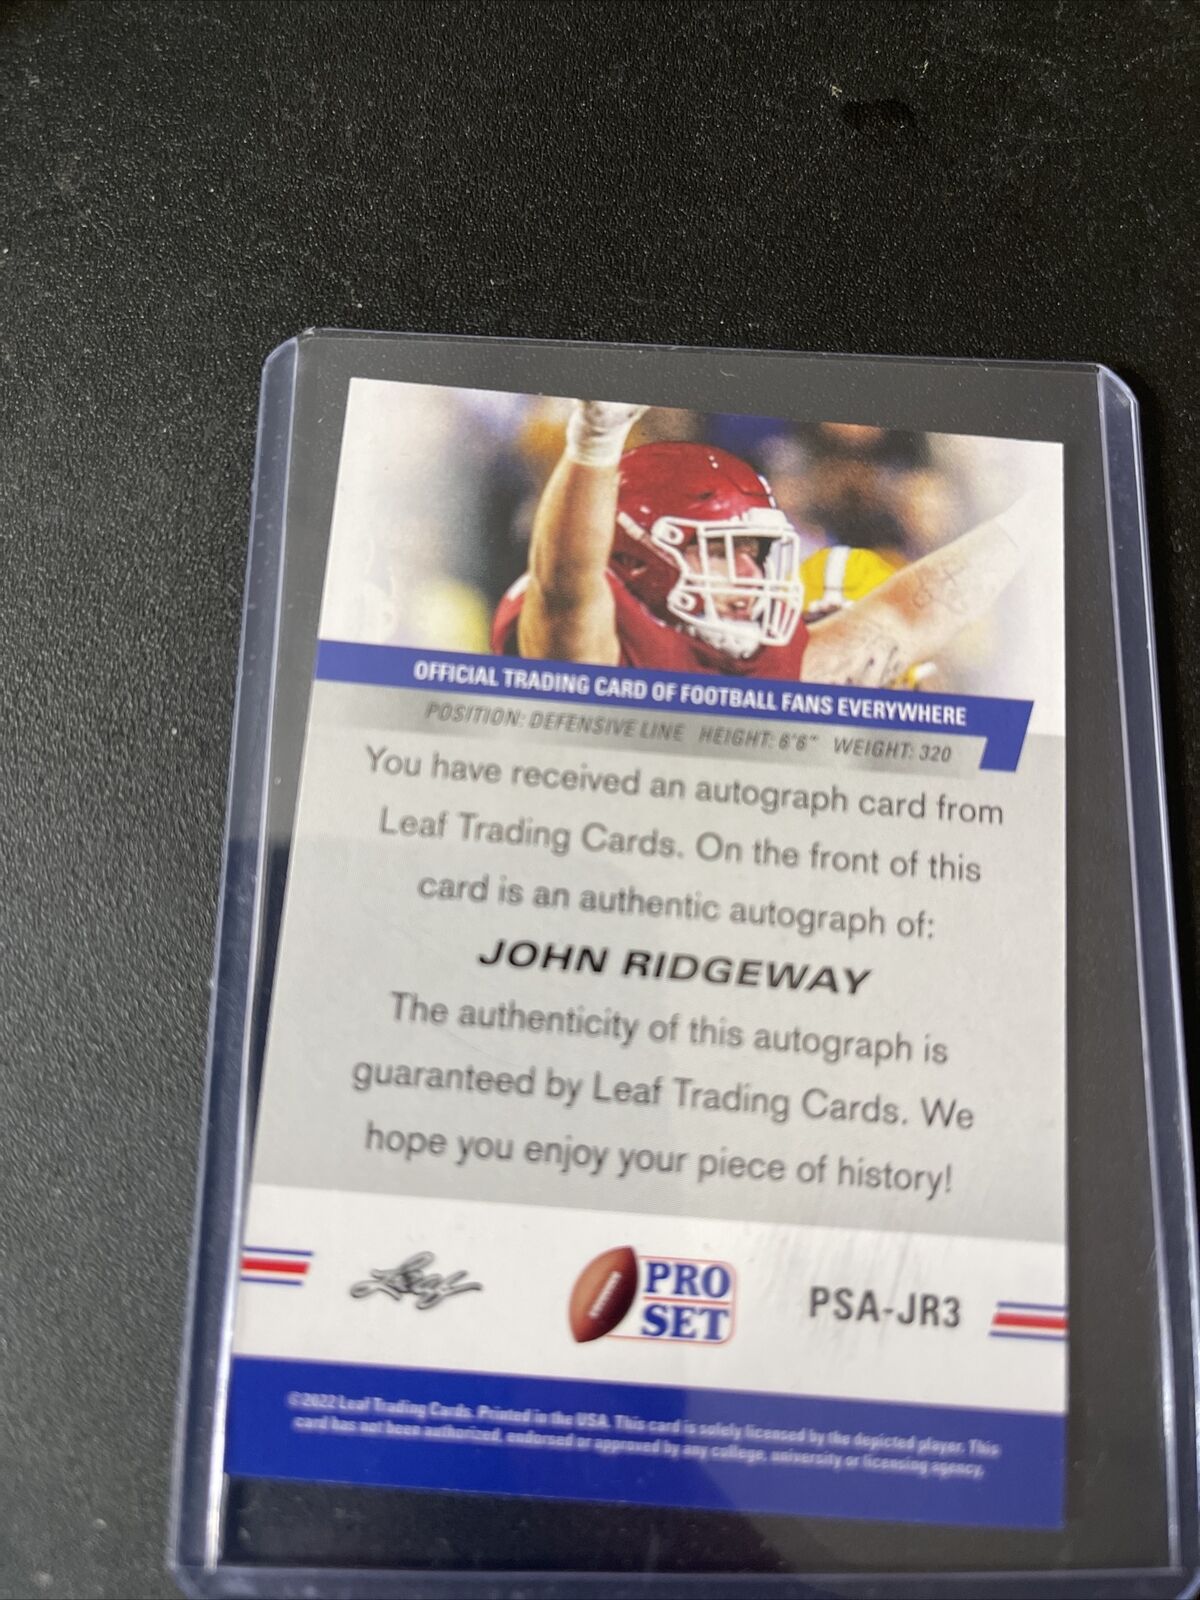 OFFICIAL TRADING CARD OF FOOTBALL FANS EVERYWHERE
POSITION: DEFENSIVE LINE HEIGHT: 6'6" WEIGHT: 320
You have received an autograph card from
Leaf Trading Cards. On the front of this
card is an authentic autograph of:
JOHN RIDGEWAY
The authenticity of this autograph is
guaranteed by Leaf Trading Cards. We
hope you enjoy your piece of history!
Leaf
PRO
SET
PSA-JR3
©2022 Leaf Trading Cards. Printed in the USA. This card is solely licensed by the depicted player. This
card has not been authorized, endorsed or approved by any college, university or licensing agency.